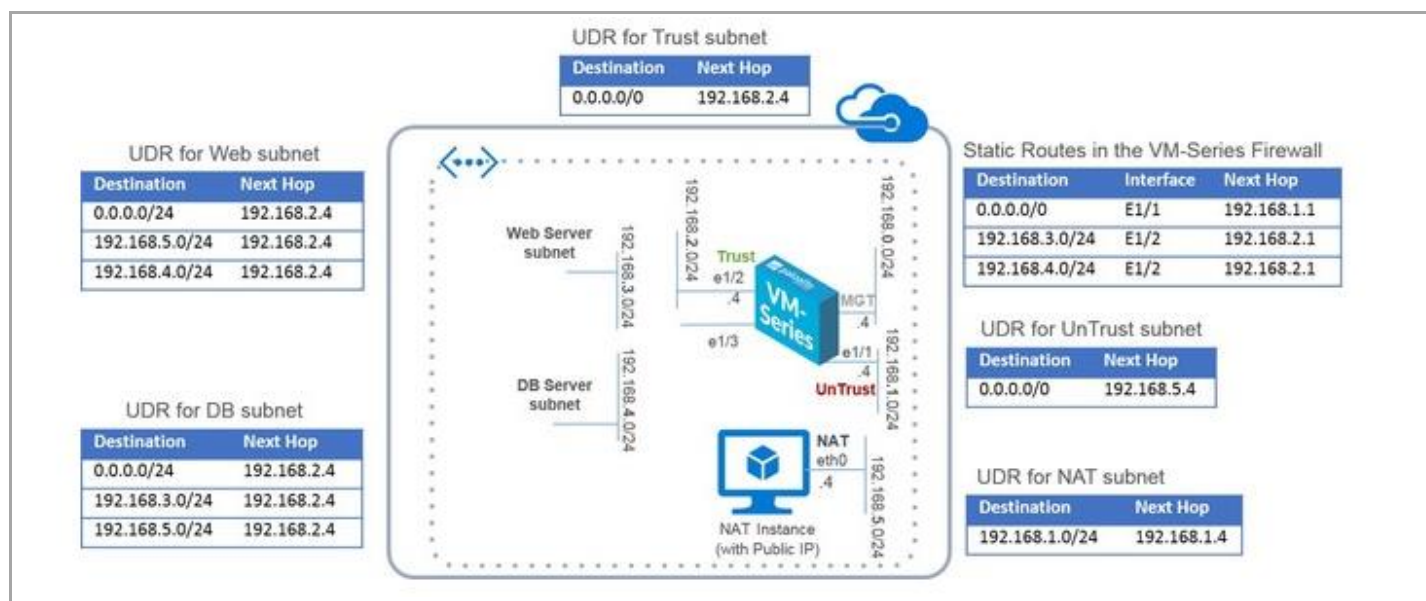 UDR for Trust subnet
Destination Next Hop
0.0.0.0/0 192.168.2.4
UDR for Web subnet
Destination Next Hop
0.0.0.0/24 192.168.2.4
192.168.5.0/24 192.168.2.4
192.168.4.0/24 192.168.2.4
UDR for DB subnet
Destination Next Hop
0.0.0.0/24 192.168.2.4
192.168.3.0/24 192.168.2.4
192.168.5.0/24 192.168.2.4
Web Server
subnet
192.168.3.0/24
DB Server
subnet
192.168.4.0/24
192.168.2.0/24
Trust
e1/2
.4
e1/3
VM-
Series
MGT
.4
192.168.0.0/24
e1/1
.4
UnTrust
192.168.1.0/24
NAT
eth0
.4
192.168.5.0/24
NAT Instance
(with Public IP)
Static Routes in the VM-Series Firewall
Destination Interface Next Hop
0.0.0.0/0 E1/1 192.168.1.1
192.168.3.0/24 E1/2 192.168.2.1
192.168.4.0/24 E1/2 192.168.2.1
UDR for UnTrust subnet
Destination Next Hop
0.0.0.0/0 192.168.5.4
UDR for NAT subnet
Destination Next Hop
192.168.1.0/24 192.168.1.4